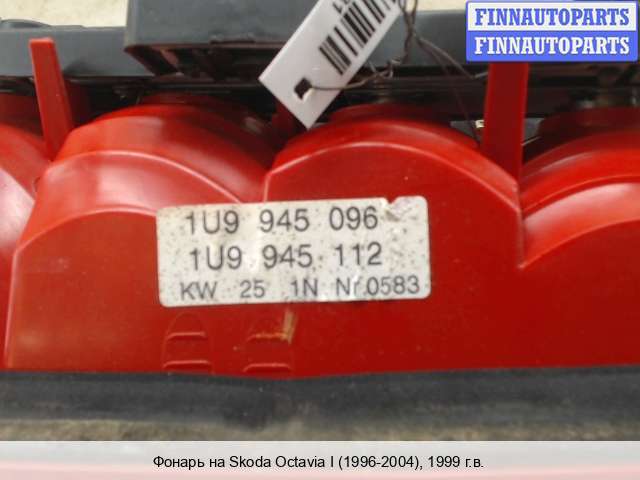 FINNAUTOPARTS
FINNAUTOPARTS
1U9 945 096
1U9 945 112
KW 25 1N Nr.0583
Фонарь на Skoda Octavia I (1996-2004), 1999 г.в.